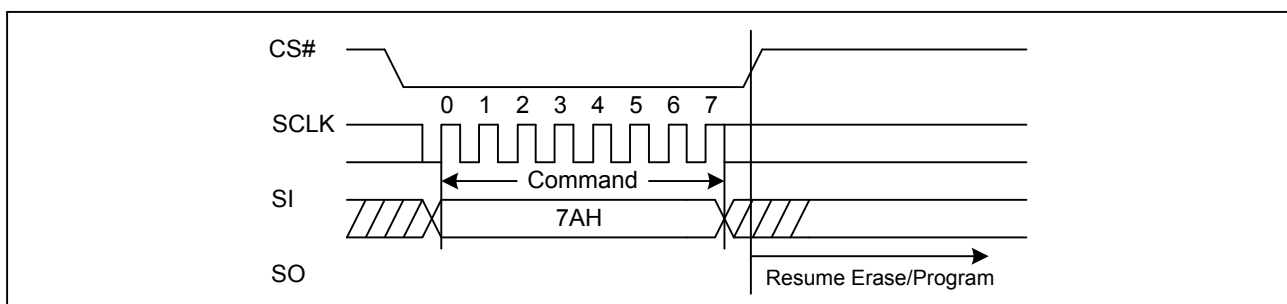 CS#
0 1 2 3 4 5 6 7
SCLK
Command
SI
7AH
SO
Resume Erase/Program